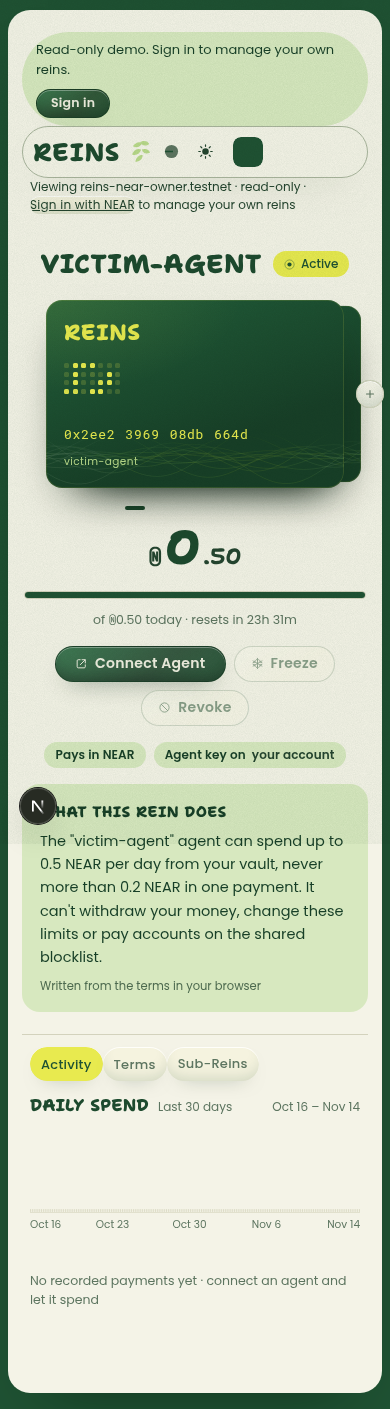 Read-only demo. Sign in to manage your own
reins.
Sign in
REINS
Viewing reins-near-owner.testnet · read-only ·
Sign in with NEAR to manage your own reins
VICTIM-AGENT
Active
REINS
0x2ee2 3969 08db 664d
victim-agent
0.50
of 0.50 today · resets in 23h 31m
Connect Agent
Freeze
Revoke
Pays in NEAR
Agent key on your account
HAT THIS REIN DOES
The "victim-agent" agent can spend up to
0.5 NEAR per day from your vault, never
more than 0.2 NEAR in one payment. It
can't withdraw your money, change these
limits or pay accounts on the shared
blocklist.
Written from the terms in your browser
Activity
Terms
Sub-Reins
DAILY SPEND
Last 30 days
Oct 16 – Nov 14
Oct 16
Oct 23
Oct 30
Nov 6
Nov 14
No recorded payments yet · connect an agent and
let it spend